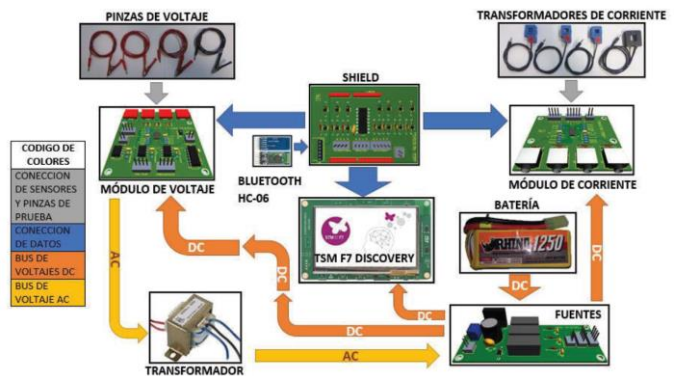 PINZAS DE VOLTAJE
TRANSFORMADORES DE CORRIENTE
SHIELD
CODIGO DE
COLORES
CONECCION
DE SENSORES
Y PINZAS DE
PRUEBA
CONECCION
DE DATOS
BUS DE
VOLTAJES DC
BUS DE
VOLTAJE AC
MÓDULO DE VOLTAJE
BLUETOOTH
HC-06
MÓDULO DE CORRIENTE
BATERÍA
RHINO 1250
TSM F7 DISCOVERY
DC
DC
DC
DC
DC
DC
AC
FUENTES
TRANSFORMADOR
AC